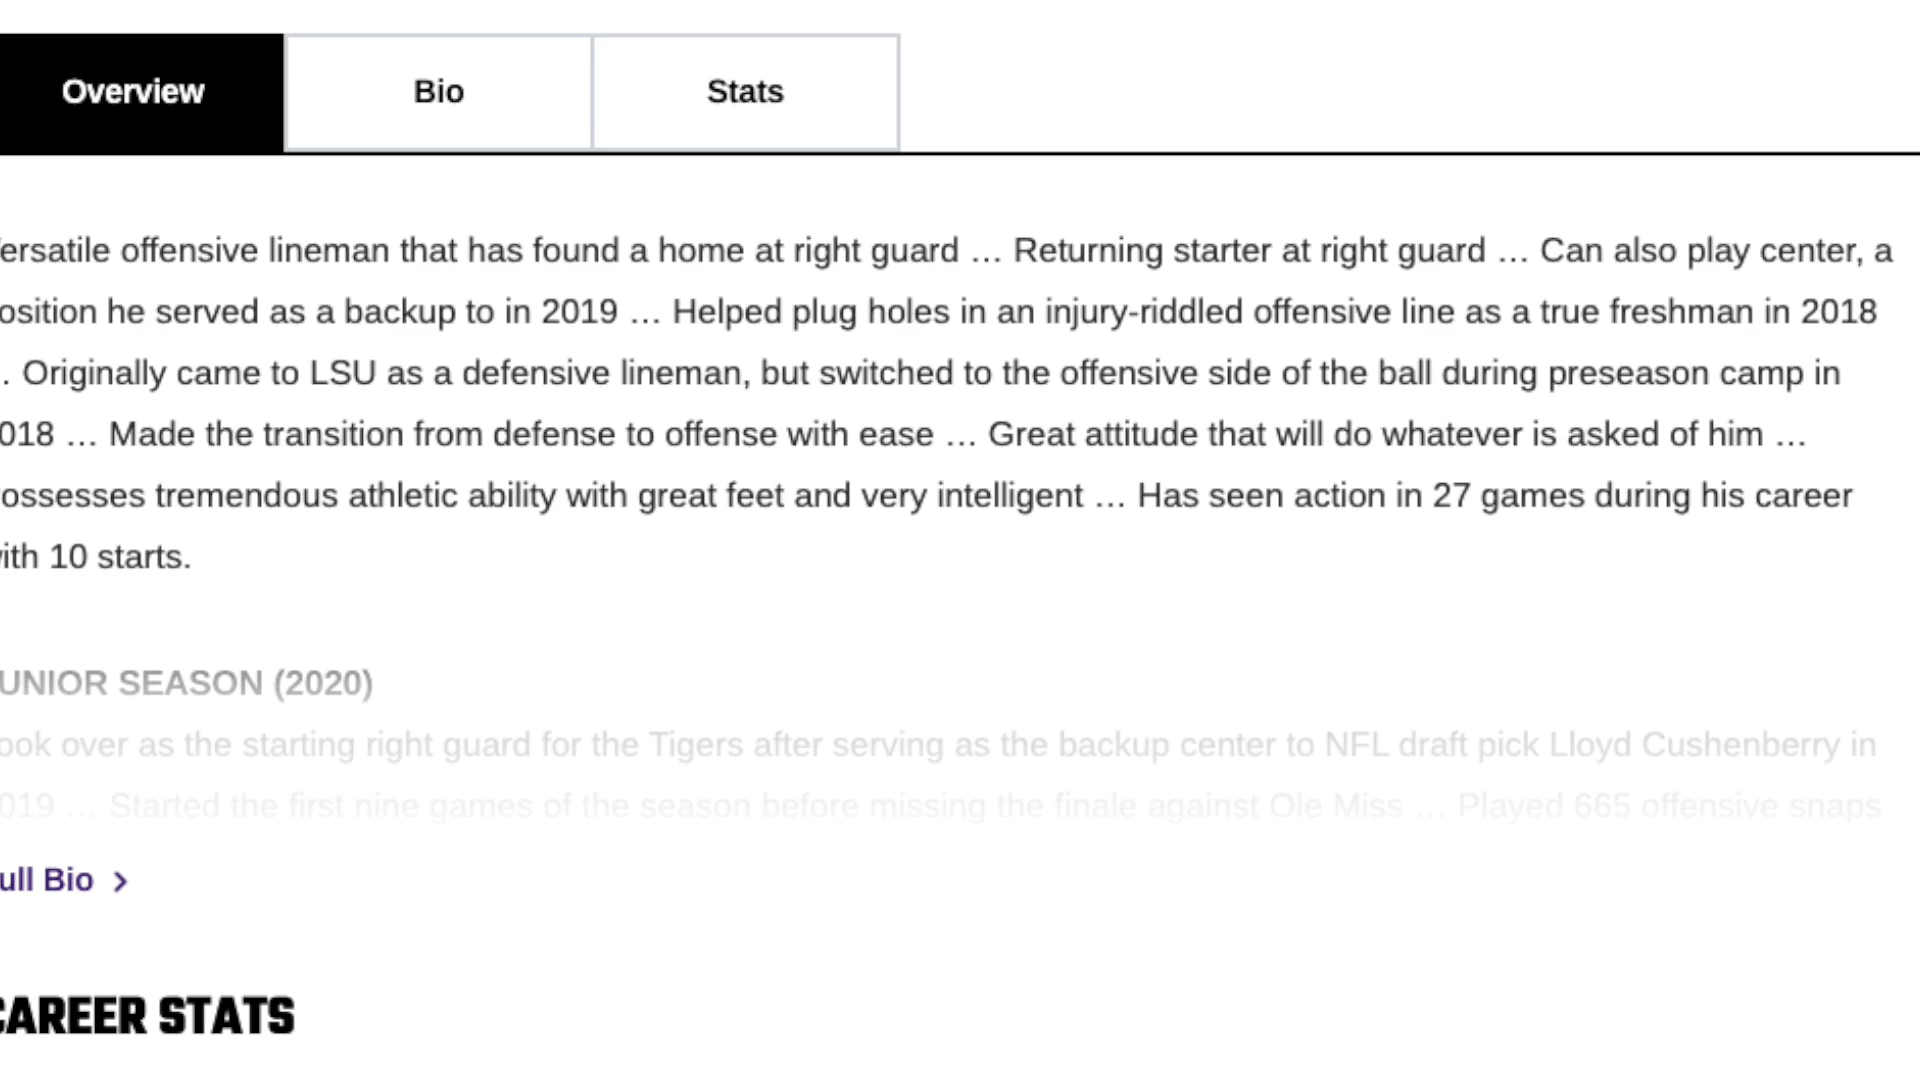 Overview Bio Stats
ersatile offensive lineman that has found a home at right guard … Returning starter at right guard … Can also play center, a
osition he served as a backup to in 2019 … Helped plug holes in an injury-riddled offensive line as a true freshman in 2018
. Originally came to LSU as a defensive lineman, but switched to the offensive side of the ball during preseason camp in
018 … Made the transition from defense to offense with ease … Great attitude that will do whatever is asked of him …
ossesses tremendous athletic ability with great feet and very intelligent … Has seen action in 27 games during his career
ith 10 starts.
UNIOR SEASON (2020)
ook over as the starting right guard for the Tigers after serving as the backup center to NFL draft pick Lloyd Cushenberry in
019 … Started the first nine games of the season before missing the finale against Ole Miss … Played 665 offensive snaps
ull Bio >
CAREER STATS